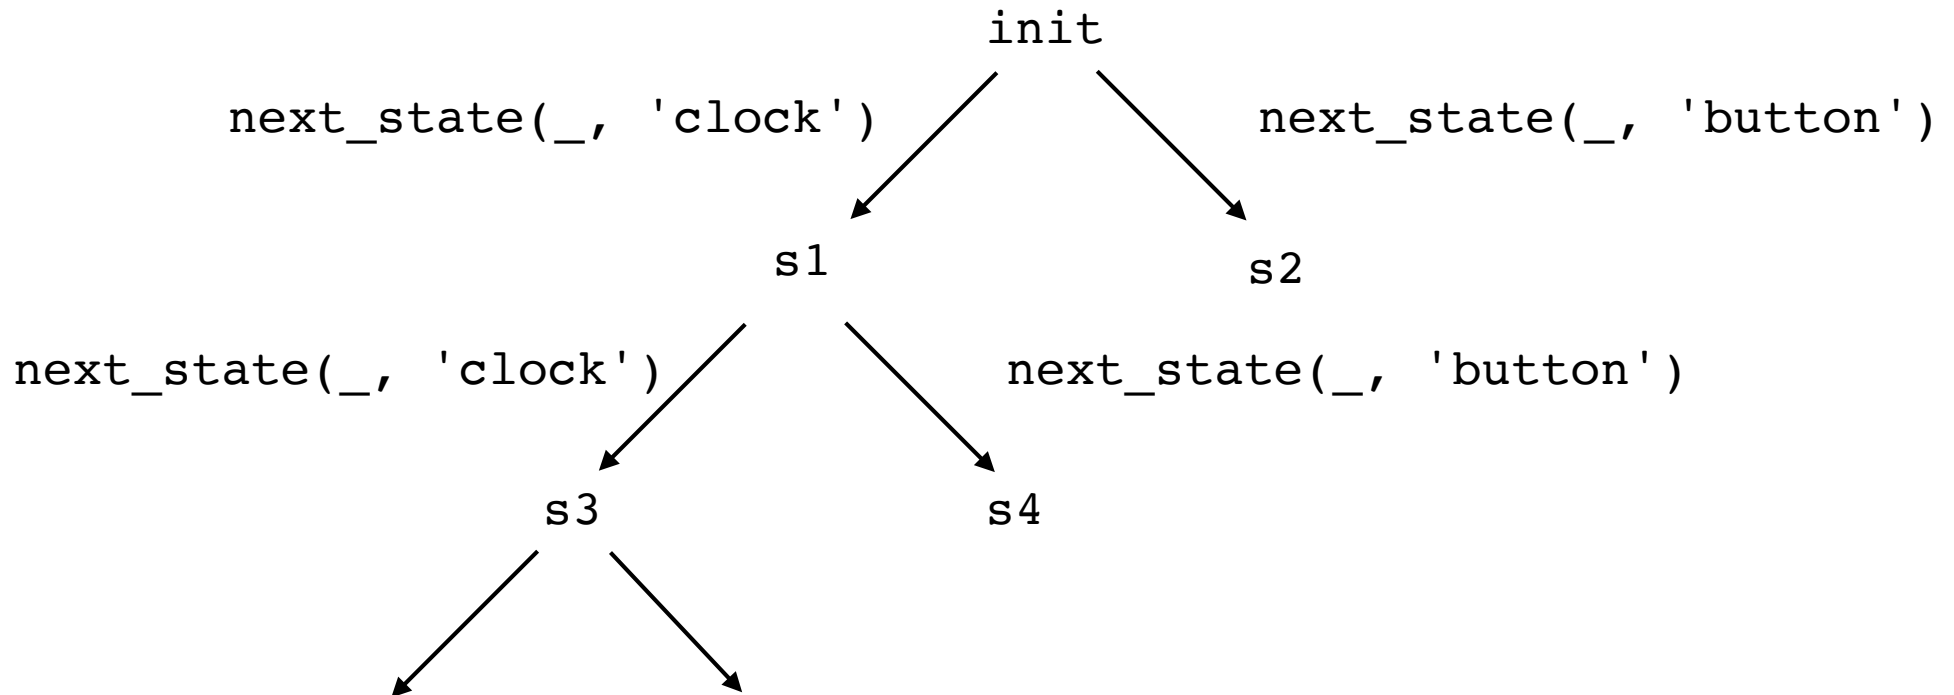 init
next_state(_, 'clock')
next_state(_, 'button')
s1
s2
next_state(_, 'clock')
next_state(_, 'button')
s3
s4